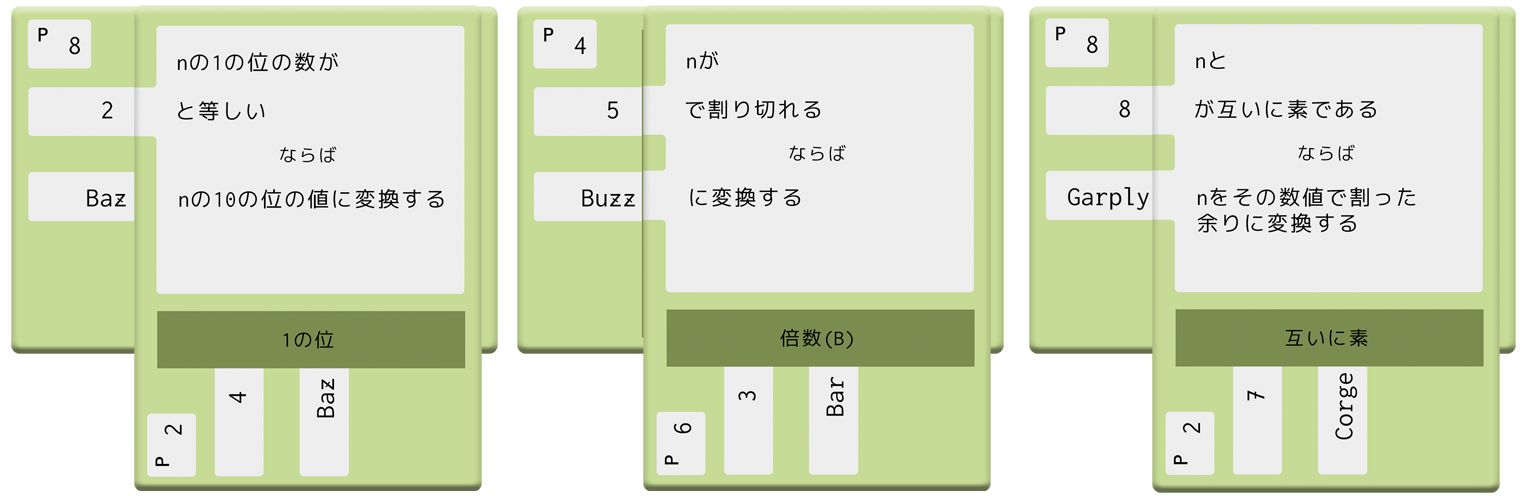 P 8
nの1の位の数が
2 と等しい
ならば
Baz nの10の位の値に変換する
1の位
P 2
4
Baz
P 4
nが
5 で割り切れる
ならば
Buzz に変換する
倍数(B)
P 6
3
Bar
P 8
nと
8 が互いに素である
ならば
Garply nをその数値で割った
余りに変換する
互いに素
P 2
7
Corge